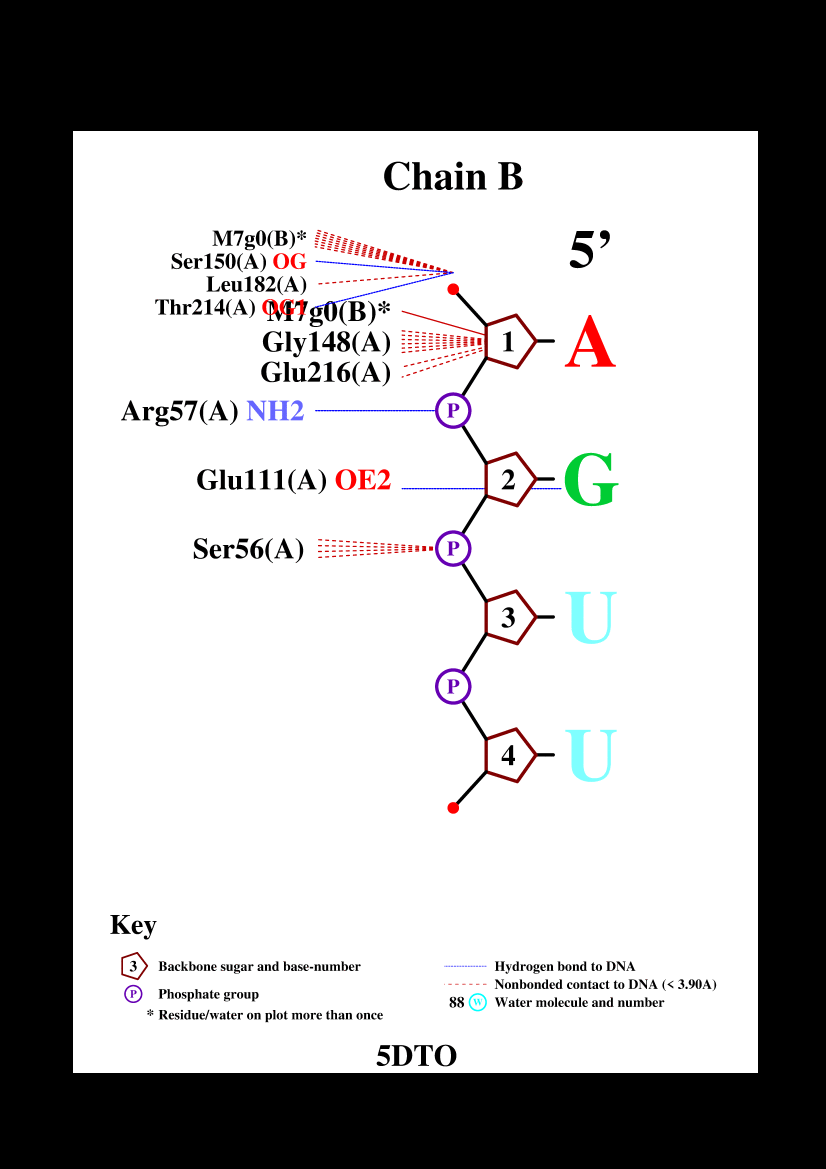 Chain B
5’
M7g0(B)*
Ser150(A) OG
Leu182(A)
Thr214(A) OG1
M7g0(B)*
Gly148(A)
Glu216(A)
1 A
Arg57(A) NH2 P
Glu111(A) OE2 2 G
Ser56(A) P
3 U
P
4 U
Key
3 Backbone sugar and base-number
P Phosphate group
* Residue/water on plot more than once
Hydrogen bond to DNA
Nonbonded contact to DNA (< 3.90A)
88 W Water molecule and number
5DTO